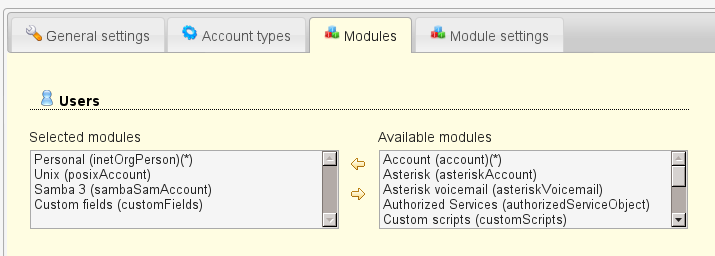 General settings
Account types
Modules
Module settings
Users
Selected modules
Available modules
Personal (inetOrgPerson)(*)
Unix (posixAccount)
Samba 3 (sambaSamAccount)
Custom fields (customFields)
Account (account)(*)
Asterisk (asteriskAccount)
Asterisk voicemail (asteriskVoicemail)
Authorized Services (authorizedServiceObject)
Custom scripts (customScripts)